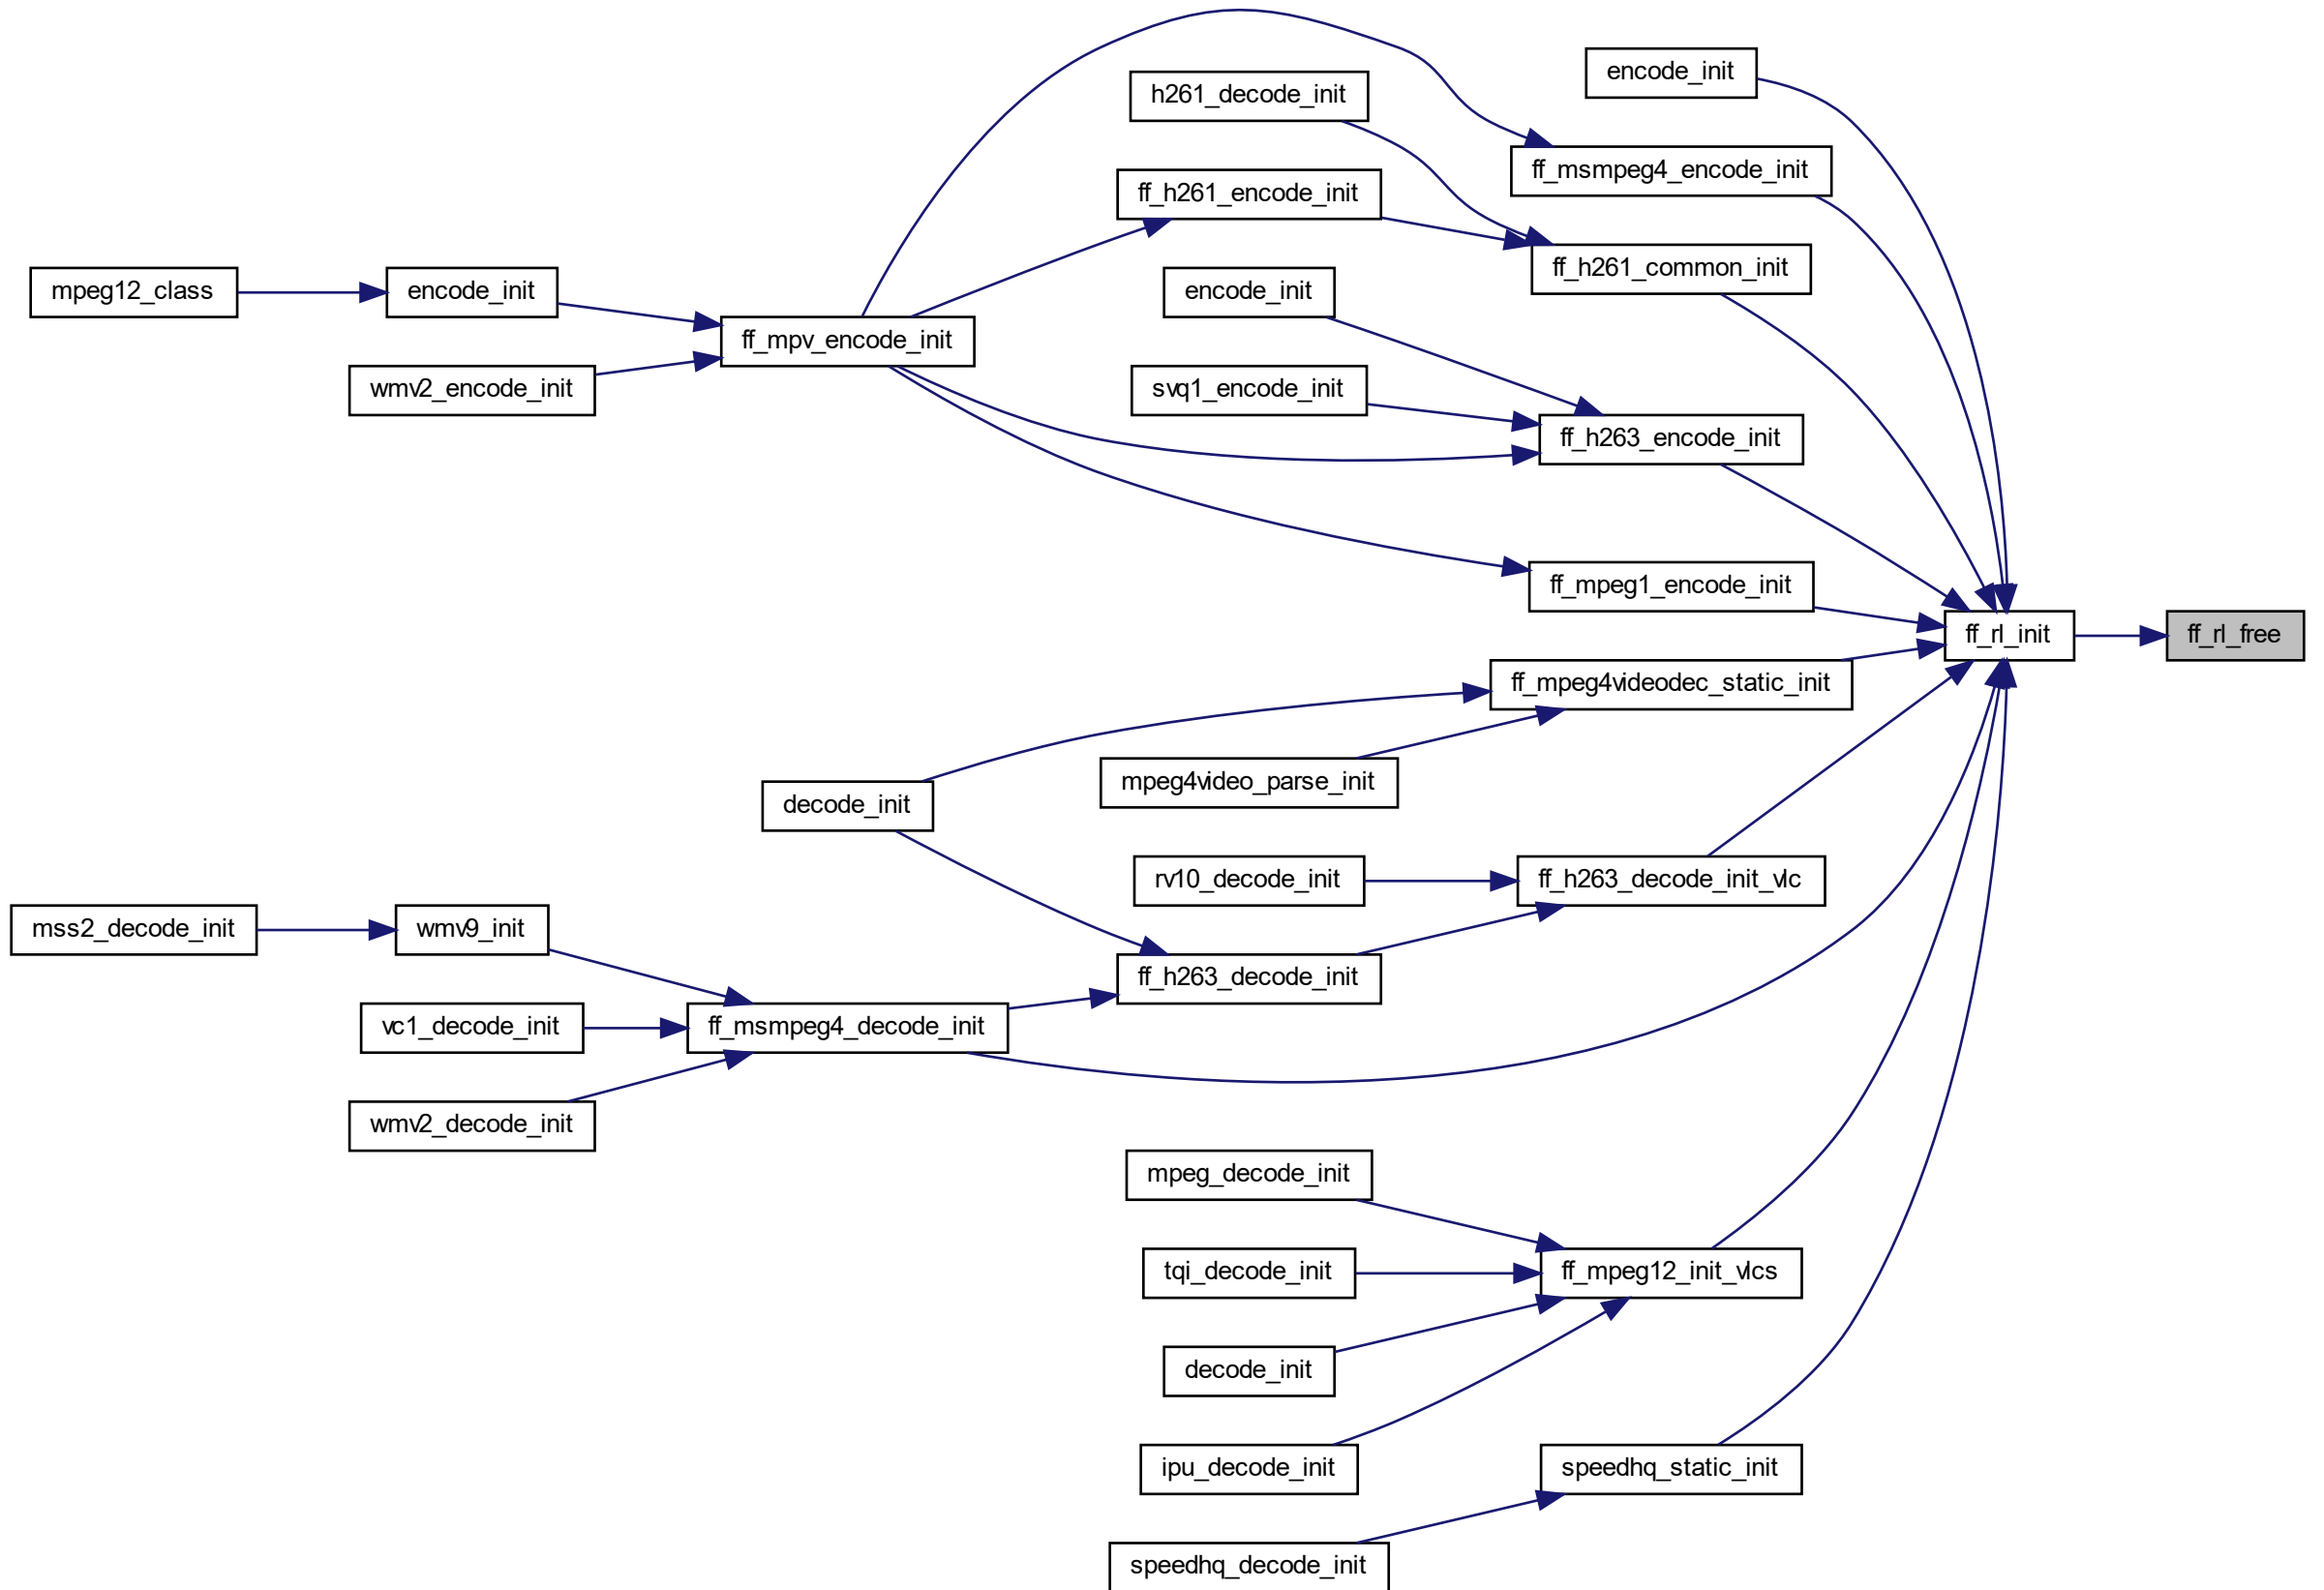 encode_init
h261_decode_init
ff_msmpeg4_encode_init
ff_h261_encode_init
ff_h261_common_init
mpeg12_class
encode_init
encode_init
ff_mpv_encode_init
wmv2_encode_init
svq1_encode_init
ff_h263_encode_init
ff_mpeg1_encode_init
ff_rl_init
ff_rl_free
ff_mpeg4videodec_static_init
mpeg4video_parse_init
decode_init
rv10_decode_init
ff_h263_decode_init_vlc
mss2_decode_init
wmv9_init
ff_h263_decode_init
vc1_decode_init
ff_msmpeg4_decode_init
wmv2_decode_init
mpeg_decode_init
tqi_decode_init
ff_mpeg12_init_vlcs
decode_init
ipu_decode_init
speedhq_static_init
speedhq_decode_init